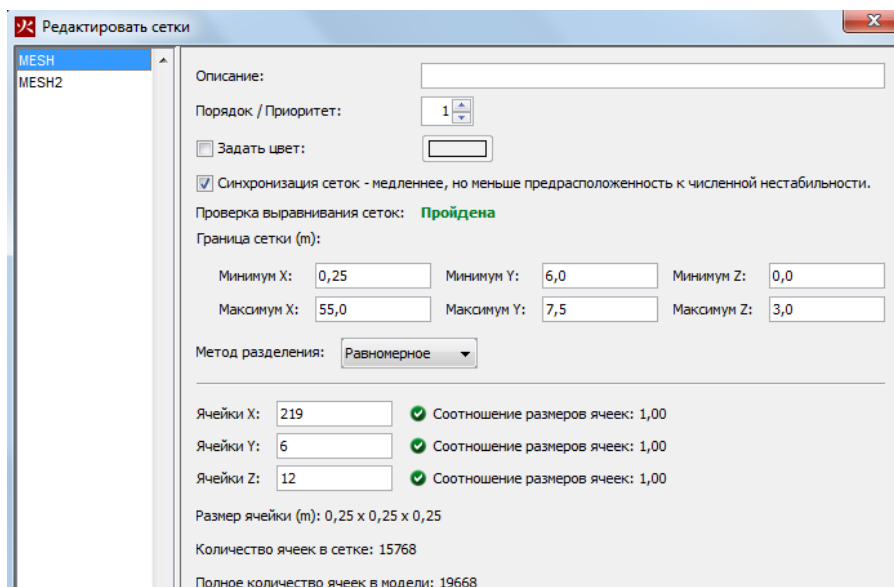 Редактировать сетки
MESH
MESH2
Описание:
Порядок / Приоритет: 1
Задать цвет:
Синхронизация сеток - медленнее, но меньше предрасположенность к численной нестабильности.
Проверка выравнивания сеток: Пройдена
Граница сетки (m):
Минимум X: 0,25 Минимум Y: 6,0 Минимум Z: 0,0
Максимум X: 55,0 Максимум Y: 7,5 Максимум Z: 3,0
Метод разделения: Равномерное
Ячейки X: 219 Соотношение размеров ячеек: 1,00
Ячейки Y: 6 Соотношение размеров ячеек: 1,00
Ячейки Z: 12 Соотношение размеров ячеек: 1,00
Размер ячейки (m): 0,25 x 0,25 x 0,25
Количество ячеек в сетке: 15768
Полное количество ячеек в модели: 19668